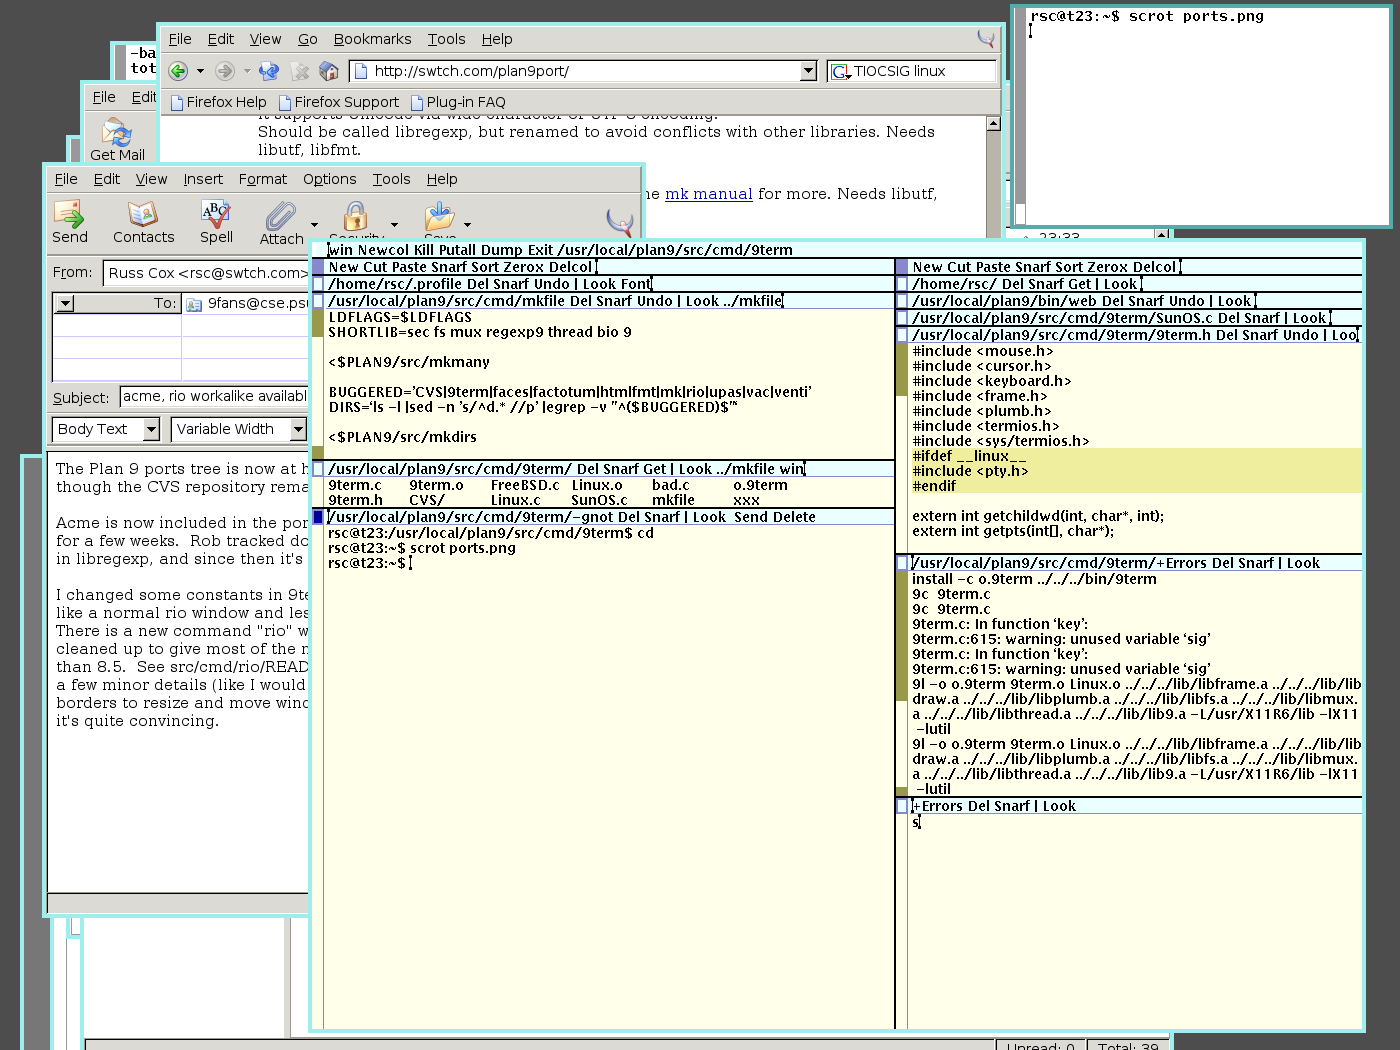 rsc@t23:~$ scrot ports.png
-ba
tot
File Edit
Get Mail
File Edit View Go Bookmarks Tools Help
http://swtch.com/plan9port/
TIOCSIG linux
Firefox Help Firefox Support Plug-in FAQ
Should be called libregexp, but renamed to avoid conflicts with other libraries. Needs
libutf, libfmt.
he mk manual for more. Needs libutf,
23:33
File Edit View Insert Format Options Tools Help
Send Contacts Spell Attach Security Save
From: Russ Cox <rsc@swtch.com>
To: 9fans@cse.psu
Subject: acme, rio workalike availabl
Body Text Variable Width
The Plan 9 ports tree is now at h
though the CVS repository rema
Acme is now included in the por
for a few weeks.  Rob tracked do
in libregexp, and since then it's
I changed some constants in 9te
like a normal rio window and les
There is a new command "rio" w
cleaned up to give most of the n
than 8.5.  See src/cmd/rio/READ
a few minor details (like I would
borders to resize and move wind
it's quite convincing.
win Newcol Kill Putall Dump Exit /usr/local/plan9/src/cmd/9term
New Cut Paste Snarf Sort Zerox Delcol
/home/rsc/.profile Del Snarf Undo | Look Font
/usr/local/plan9/src/cmd/mkfile Del Snarf Undo | Look ../mkfile
LDFLAGS=$LDFLAGS
SHORTLIB=sec fs mux regexp9 thread bio 9
<$PLAN9/src/mkmany
BUGGERED='CVS|9term|faces|factotum|htmlfmt|mk|rio|upas|vac|venti'
DIRS=`ls -l |sed -n 's/^d.* //p' |egrep -v "^($BUGGERED)$"`
<$PLAN9/src/mkdirs
/usr/local/plan9/src/cmd/9term/ Del Snarf Get | Look ../mkfile win
9term.c 9term.o FreeBSD.c Linux.o bad.c o.9term
9term.h CVS/ Linux.c SunOS.c mkfile xxx
/usr/local/plan9/src/cmd/9term/-gnot Del Snarf | Look  Send Delete
rsc@t23:/usr/local/plan9/src/cmd/9term$ cd
rsc@t23:~$ scrot ports.png
rsc@t23:~$
New Cut Paste Snarf Sort Zerox Delcol
/home/rsc/ Del Snarf Get | Look
/usr/local/plan9/bin/web Del Snarf Undo | Look
/usr/local/plan9/src/cmd/9term/SunOS.c Del Snarf | Look
/usr/local/plan9/src/cmd/9term/9term.h Del Snarf Undo | Loo
#include <mouse.h>
#include <cursor.h>
#include <keyboard.h>
#include <frame.h>
#include <plumb.h>
#include <termios.h>
#include <sys/termios.h>
#ifdef __linux__
#include <pty.h>
#endif
extern int getchildwd(int, char*, int);
extern int getpts(int[], char*);
/usr/local/plan9/src/cmd/9term/+Errors Del Snarf | Look
install -c o.9term ../../../bin/9term
9c  9term.c
9c  9term.c
9term.c: In function ‘key’:
9term.c:615: warning: unused variable ‘sig’
9term.c: In function ‘key’:
9term.c:615: warning: unused variable ‘sig’
9l -o o.9term 9term.o Linux.o ../../../lib/libframe.a ../../../lib/lib
draw.a ../../../lib/libplumb.a ../../../lib/libfs.a ../../../lib/libmux.
a ../../../lib/libthread.a ../../../lib/lib9.a -L/usr/X11R6/lib -lX11
-lutil
9l -o o.9term 9term.o Linux.o ../../../lib/libframe.a ../../../lib/lib
draw.a ../../../lib/libplumb.a ../../../lib/libfs.a ../../../lib/libmux.
a ../../../lib/libthread.a ../../../lib/lib9.a -L/usr/X11R6/lib -lX11
-lutil
+Errors Del Snarf | Look
s
Unread: 0 Total: 39